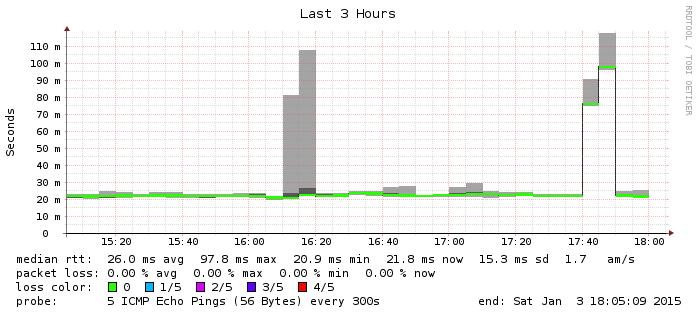 Last 3 Hours
RRDTOOL / TOBI OETIKER
Seconds
110 m
100 m
90 m
80 m
70 m
60 m
50 m
40 m
30 m
20 m
10 m
0
15:20 15:40 16:00 16:20 16:40 17:00 17:20 17:40 18:00
median rtt: 26.0 ms avg 97.8 ms max 20.9 ms min 21.8 ms now 15.3 ms sd 1.7 am/s
packet loss: 0.00 % avg 0.00 % max 0.00 % min 0.00 % now
loss color: 0 1/5 2/5 3/5 4/5
probe: 5 ICMP Echo Pings (56 Bytes) every 300s end: Sat Jan 3 18:05:09 2015